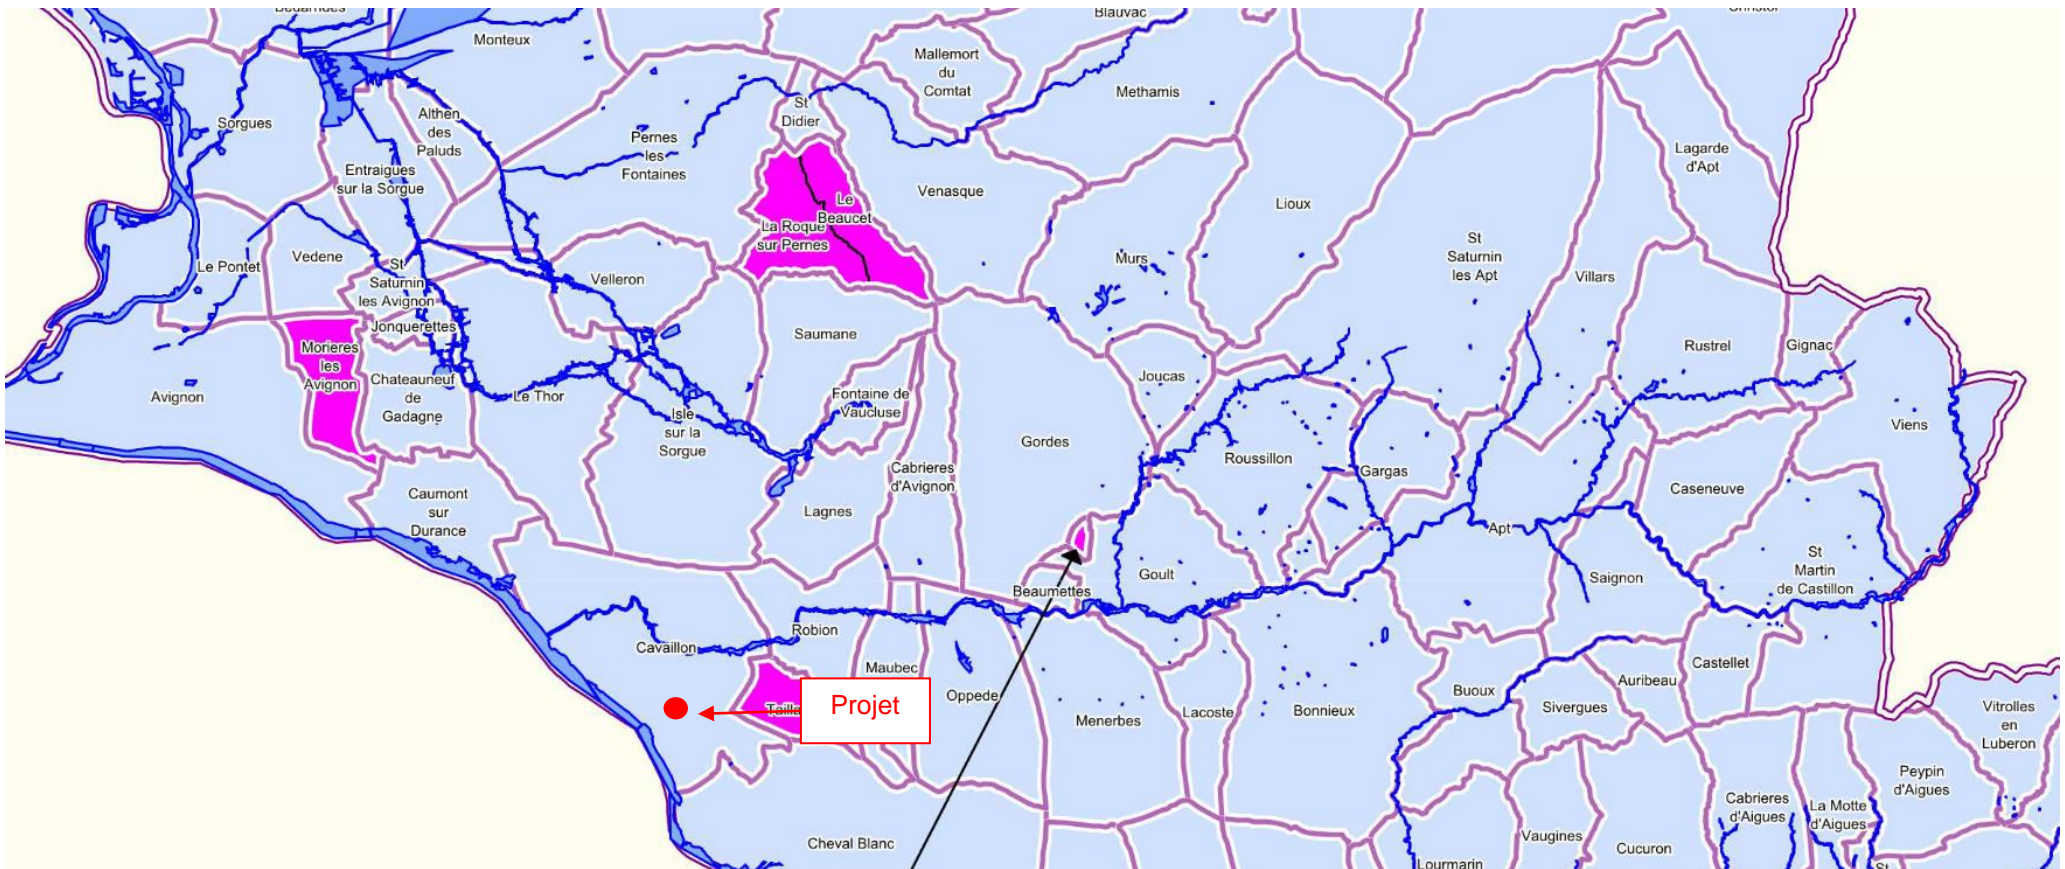 Monteux
Blauvac
Mallemort
du
Comtat
Methamis
Sorgues
Althen
des
Paluds
St
Didier
Pernes
les
Fontaines
Entraigues
sur la Sorgue
Lagarde
d'Apt
Venasque
Le
Beaucet
La Roque
sur Pernes
Lioux
St
Saturnin
les Apt
Villars
Murs
Le Pontet
Vedene
St
Saturnin
les Avignon
Velleron
Jonquerettes
Saumane
Rustrel
Gignac
Morieres
les
Avignon
Chateauneuf
de
Gadagne
Avignon
Le Thor
Isle
sur la
Sorgue
Fontaine de
Vaucluse
Joucas
Gordes
Roussillon
Gargas
Viens
Cabrieres
d'Avignon
Caseneuve
Caumont
sur
Durance
Lagnes
Apt
Goult
Beaumettes
Saignon
St
Martin
de Castillon
Cavaillon
Robion
Maubec
Oppede
Menerbes
Lacoste
Bonnieux
Buoux
Sivergues
Auribeau
Castellet
Vitrolles
en
Luberon
Projet
Cheval Blanc
Peypin
d'Aigues
Cabrieres
d'Aigues
La Motte
d'Aigues
Vaugines
Cucuron
Lourmarin
St